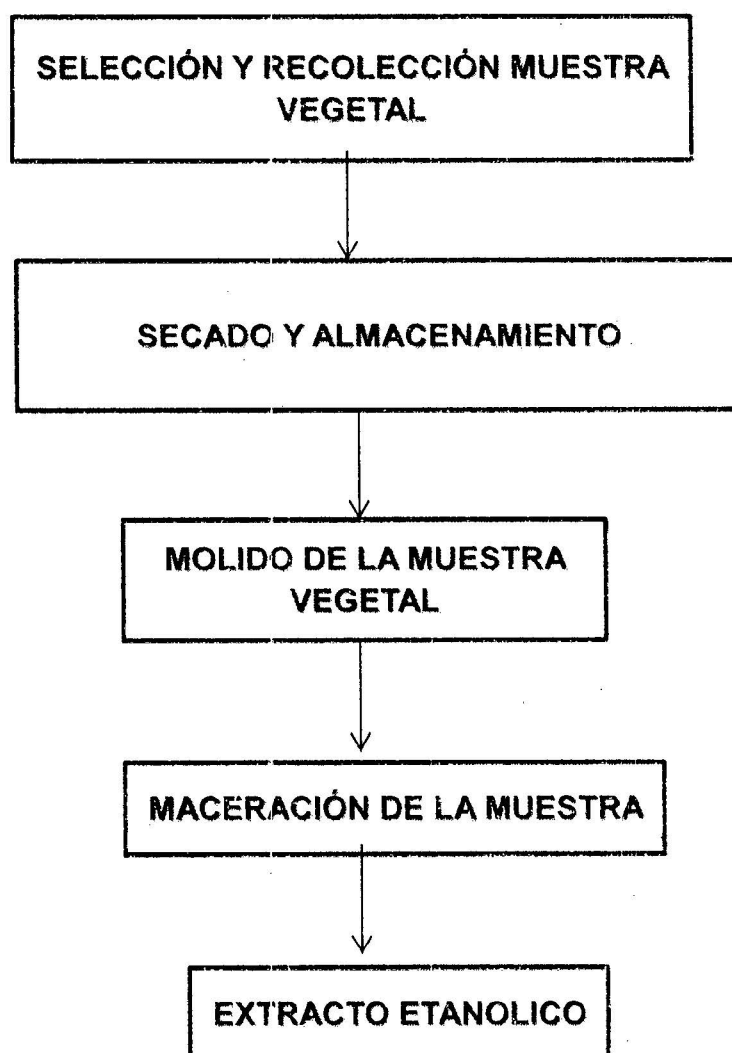 SELECCIÓN Y RECOLECCIÓN MUESTRA
VEGETAL
SECADO Y ALMACENAMIENTO
MOLIDO DE LA MUESTRA
VEGETAL
MACERACIÓN DE LA MUESTRA
EXTRACTO ETANOLICO